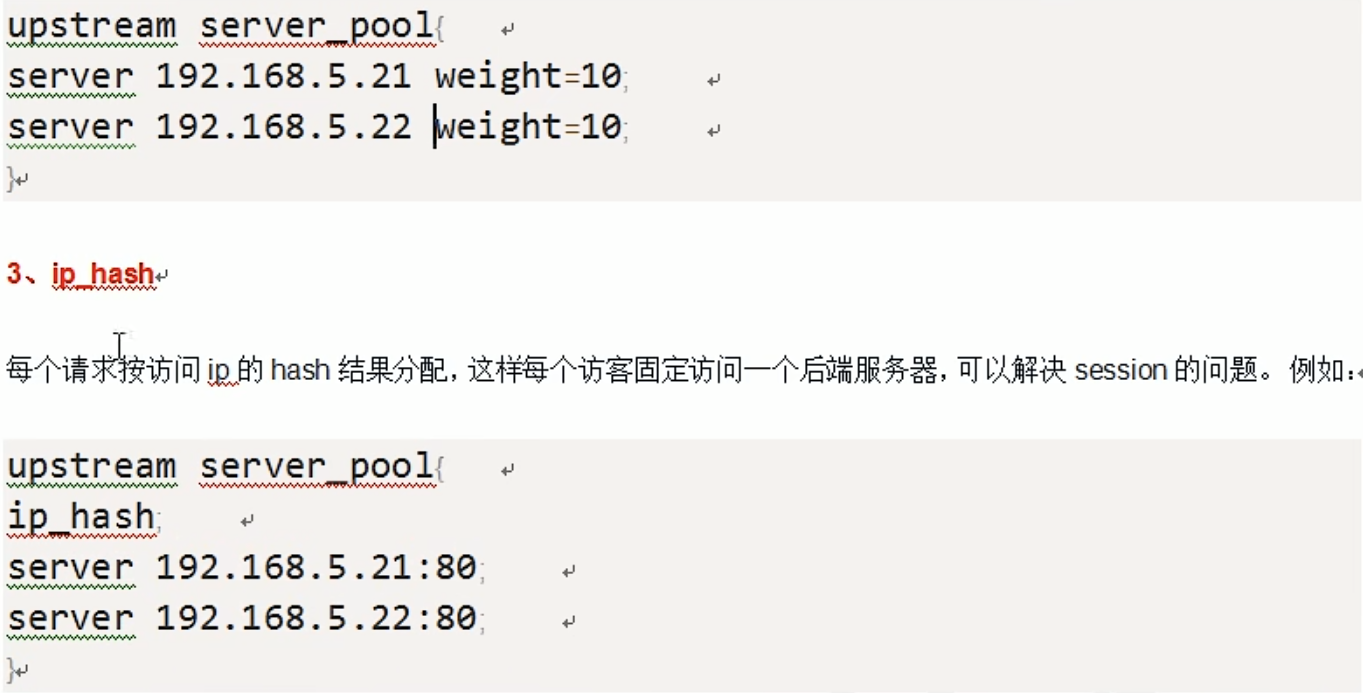 upstream server_pool{
server 192.168.5.21 weight=10;
server 192.168.5.22 weight=10;
}
3、ip_hash
每个请求按访问 ip 的 hash 结果分配，这样每个访客固定访问一个后端服务器，可以解决 session 的问题。 例如：
upstream server_pool{
ip_hash;
server 192.168.5.21:80;
server 192.168.5.22:80;
}